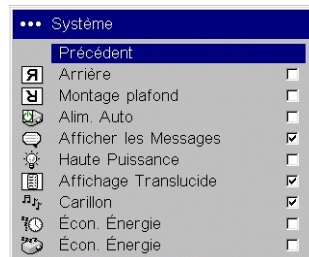 ••• Système
Précédent
Arrière
Montage plafond
Alim. Auto
Afficher les Messages
Haute Puissance
Affichage Translucide
Carillon
Écon. Énergie
Écon. Énergie